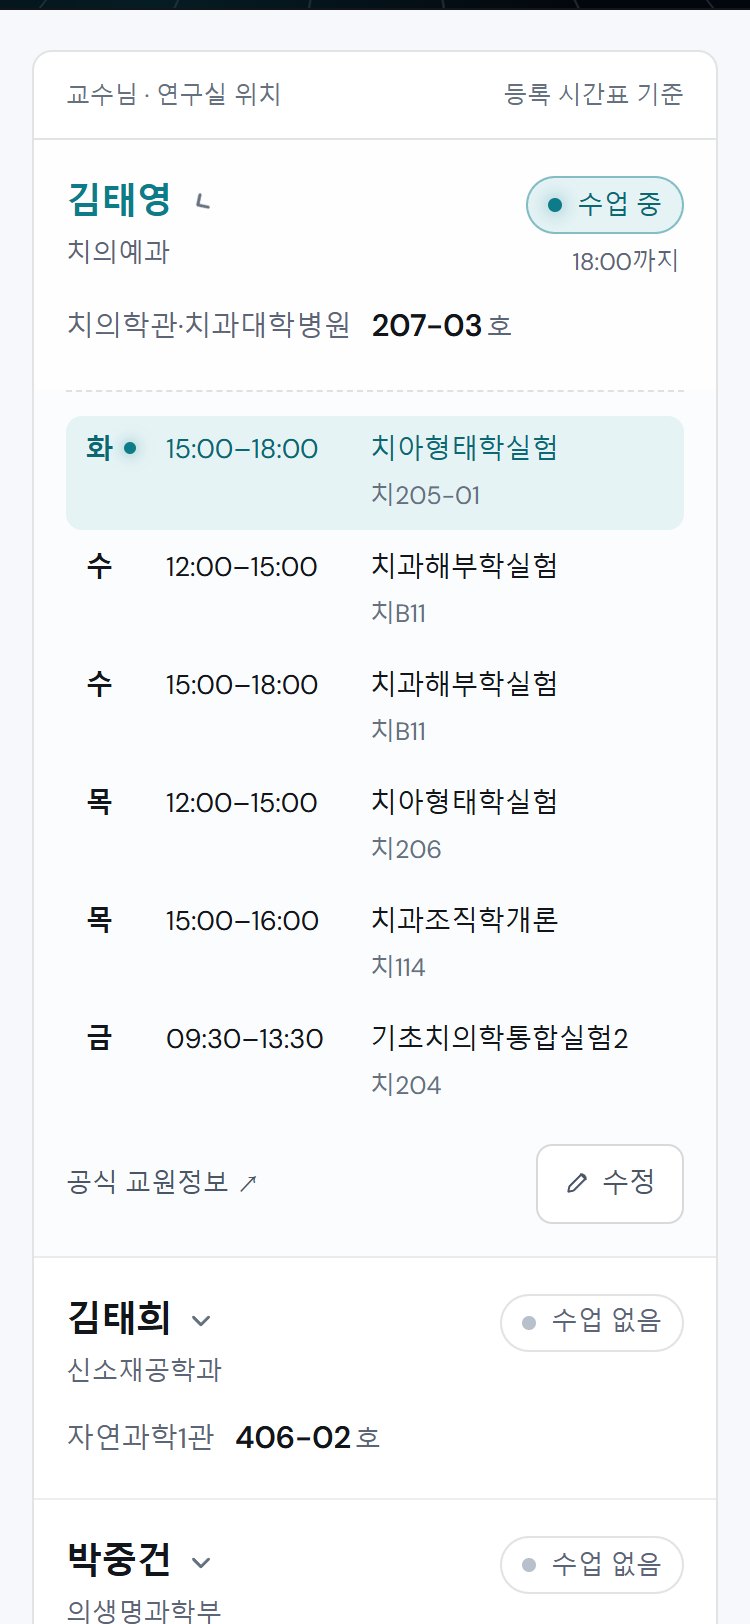 교수님 · 연구실 위치
등록 시간표 기준
김태영
수업 중
치의예과
18:00까지
치의학관·치과대학병원 207-03 호
화 15:00–18:00 치아형태학실험
치205-01
수 12:00–15:00 치과해부학실험
치B11
수 15:00–18:00 치과해부학실험
치B11
목 12:00–15:00 치아형태학실험
치206
목 15:00–16:00 치과조직학개론
치114
금 09:30–13:30 기초치의학통합실험2
치204
공식 교원정보 ↗
수정
김태희
수업 없음
신소재공학과
자연과학1관 406-02 호
박중건
수업 없음
의생명과학부